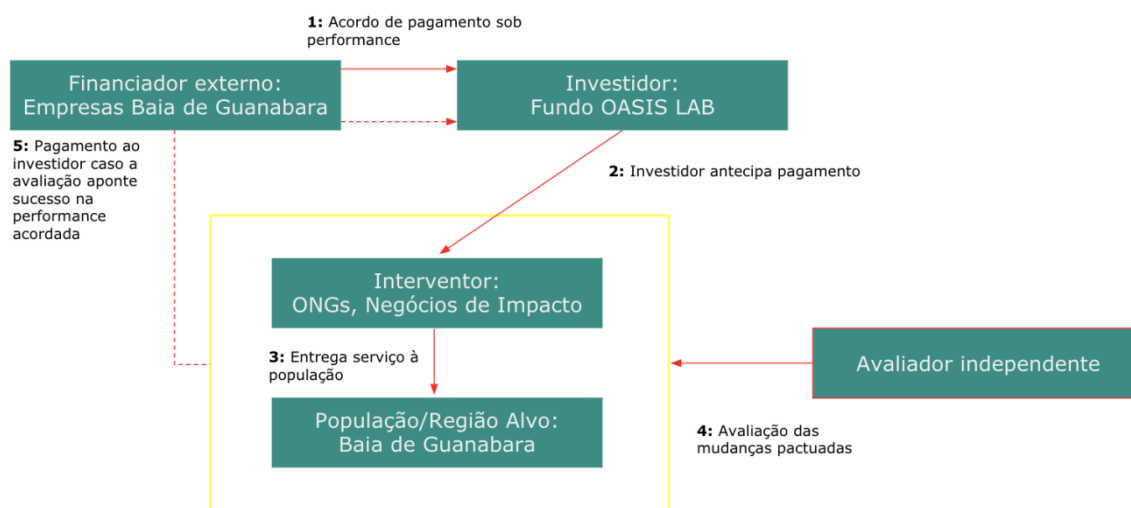 1: Acordo de pagamento sob
performance
Financiador externo:
Empresas Baia de Guanabara
Investidor:
Fundo OASIS LAB
5: Pagamento ao
investidor caso a
avaliação aponte
sucesso na
performance
acordada
2: Investidor antecipa pagamento
Interventor:
ONGs, Negócios de Impacto
3: Entrega serviço à
população
Avaliador independente
População/Região Alvo:
Baia de Guanabara
4: Avaliação das
mudanças pactuadas